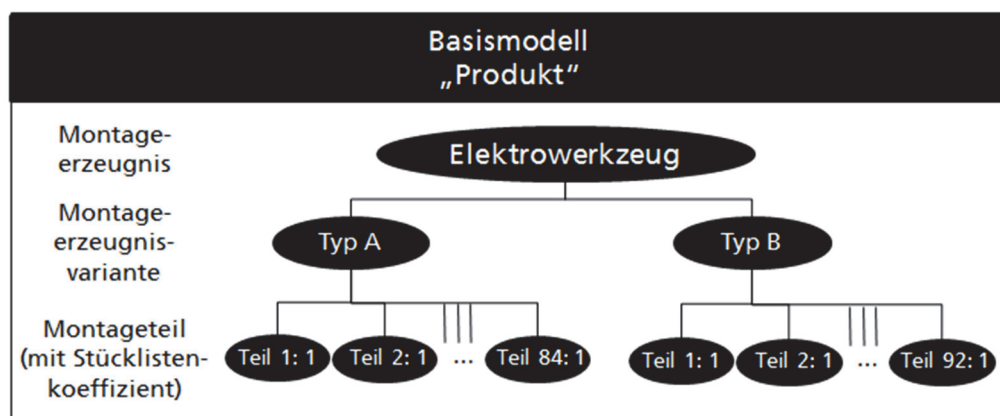 Basismodell
„Produkt“
Montage-
erzeugnis
Elektrowerkzeug
Montage-
erzeugnis-
variante
Typ A
Typ B
Montageteil
(mit Stücklisten-
koeffizient)
Teil 1: 1
Teil 2: 1
...
Teil 84: 1
Teil 1: 1
Teil 2: 1
...
Teil 92: 1